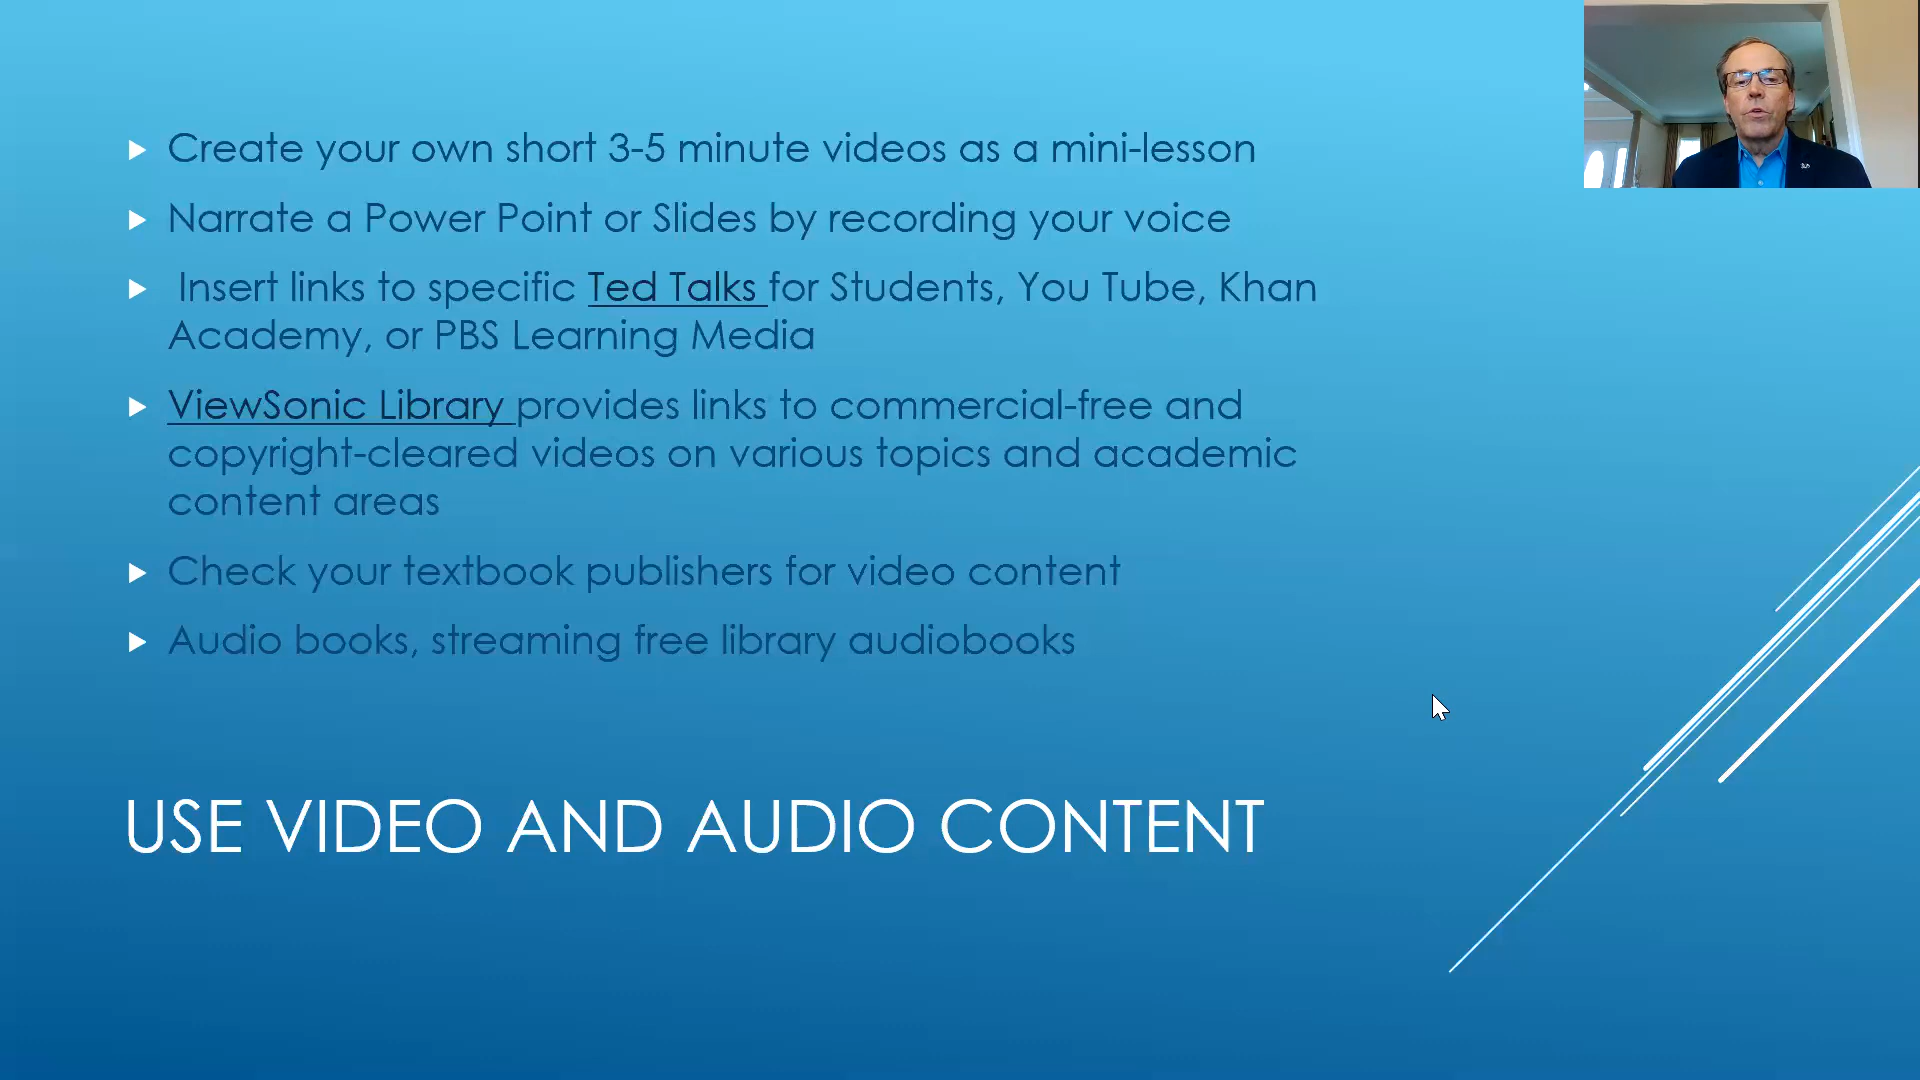 Create your own short 3-5 minute videos as a mini-lesson
Narrate a Power Point or Slides by recording your voice
Insert links to specific Ted Talks for Students, You Tube, Khan
Academy, or PBS Learning Media
ViewSonic Library provides links to commercial-free and
copyright-cleared videos on various topics and academic
content areas
Check your textbook publishers for video content
Audio books, streaming free library audiobooks
USE VIDEO AND AUDIO CONTENT